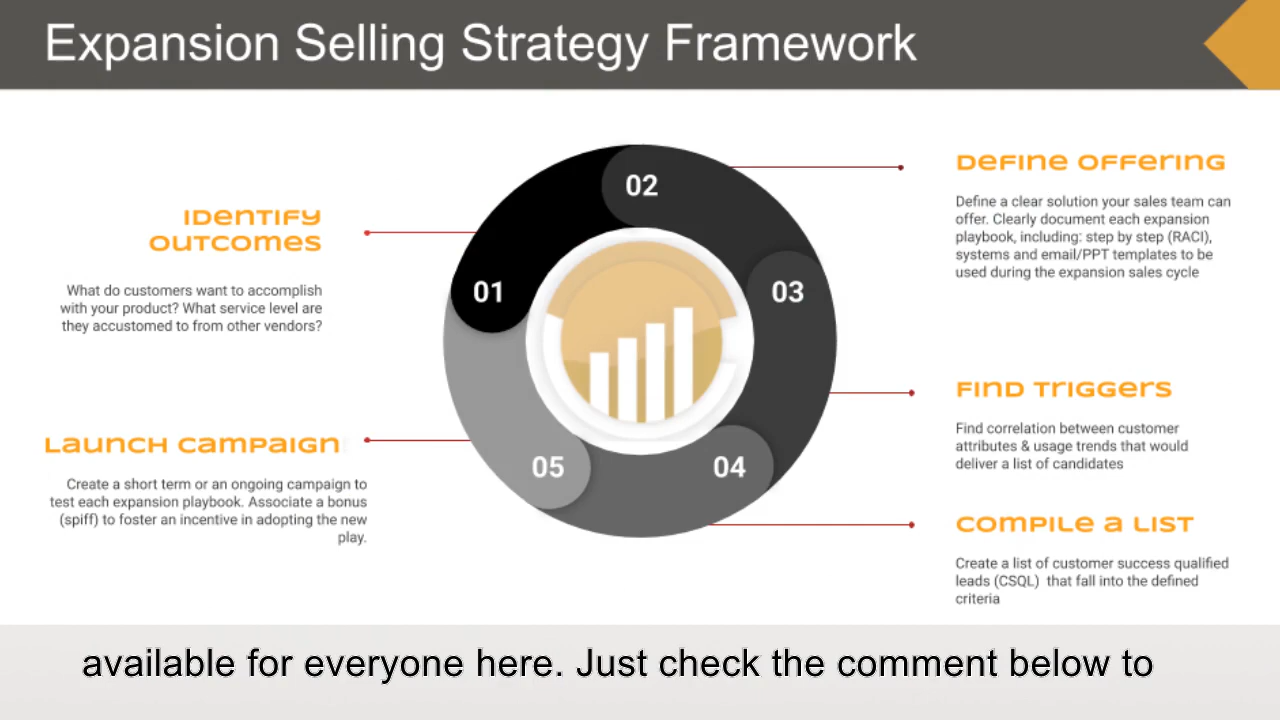 Expansion Selling Strategy Framework
IDENTIFY
OUTCOMES
What do customers want to accomplish
with your product? What service level are
they accustomed to from other vendors?
01
02
DEFINE OFFERING
Define a clear solution your sales team can
offer. Clearly document each expansion
playbook, including: step by step (RACI),
systems and email/PPT templates to be
used during the expansion sales cycle
03
FIND TRIGGERS
Find correlation between customer
attributes & usage trends that would
deliver a list of candidates
04
COMPILE A LIST
Create a list of customer success qualified
leads (CSQL) that fall into the defined
criteria
05
LAUNCH CAMPAIGN
Create a short term or an ongoing campaign to
test each expansion playbook. Associate a bonus
(spiff) to foster an incentive in adopting the new
play.
available for everyone here. Just check the comment below to